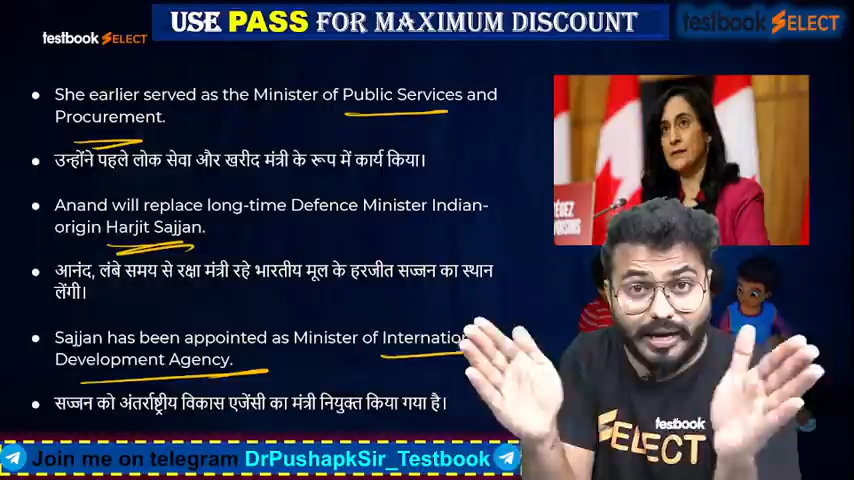 USE PASS FOR MAXIMUM DISCOUNT
testbook SELECT
testbook SELECT
She earlier served as the Minister of Public Services and
Procurement.
उन्होंने पहले लोक सेवा और खरीद मंत्री के रूप में कार्य किया।
Anand will replace long-time Defence Minister Indian-
origin Harjit Sajjan.
आनंद, लंबे समय से रक्षा मंत्री रहे भारतीय मूल के हरजीत सज्जन का स्थान
लेंगी।
Sajjan has been appointed as Minister of Internatio
Development Agency.
सज्जन को अंतर्राष्ट्रीय विकास एजेंसी का मंत्री नियुक्त किया गया है।
testbook
SELECT
Join me on telegram DrPushapkSir_Testbook